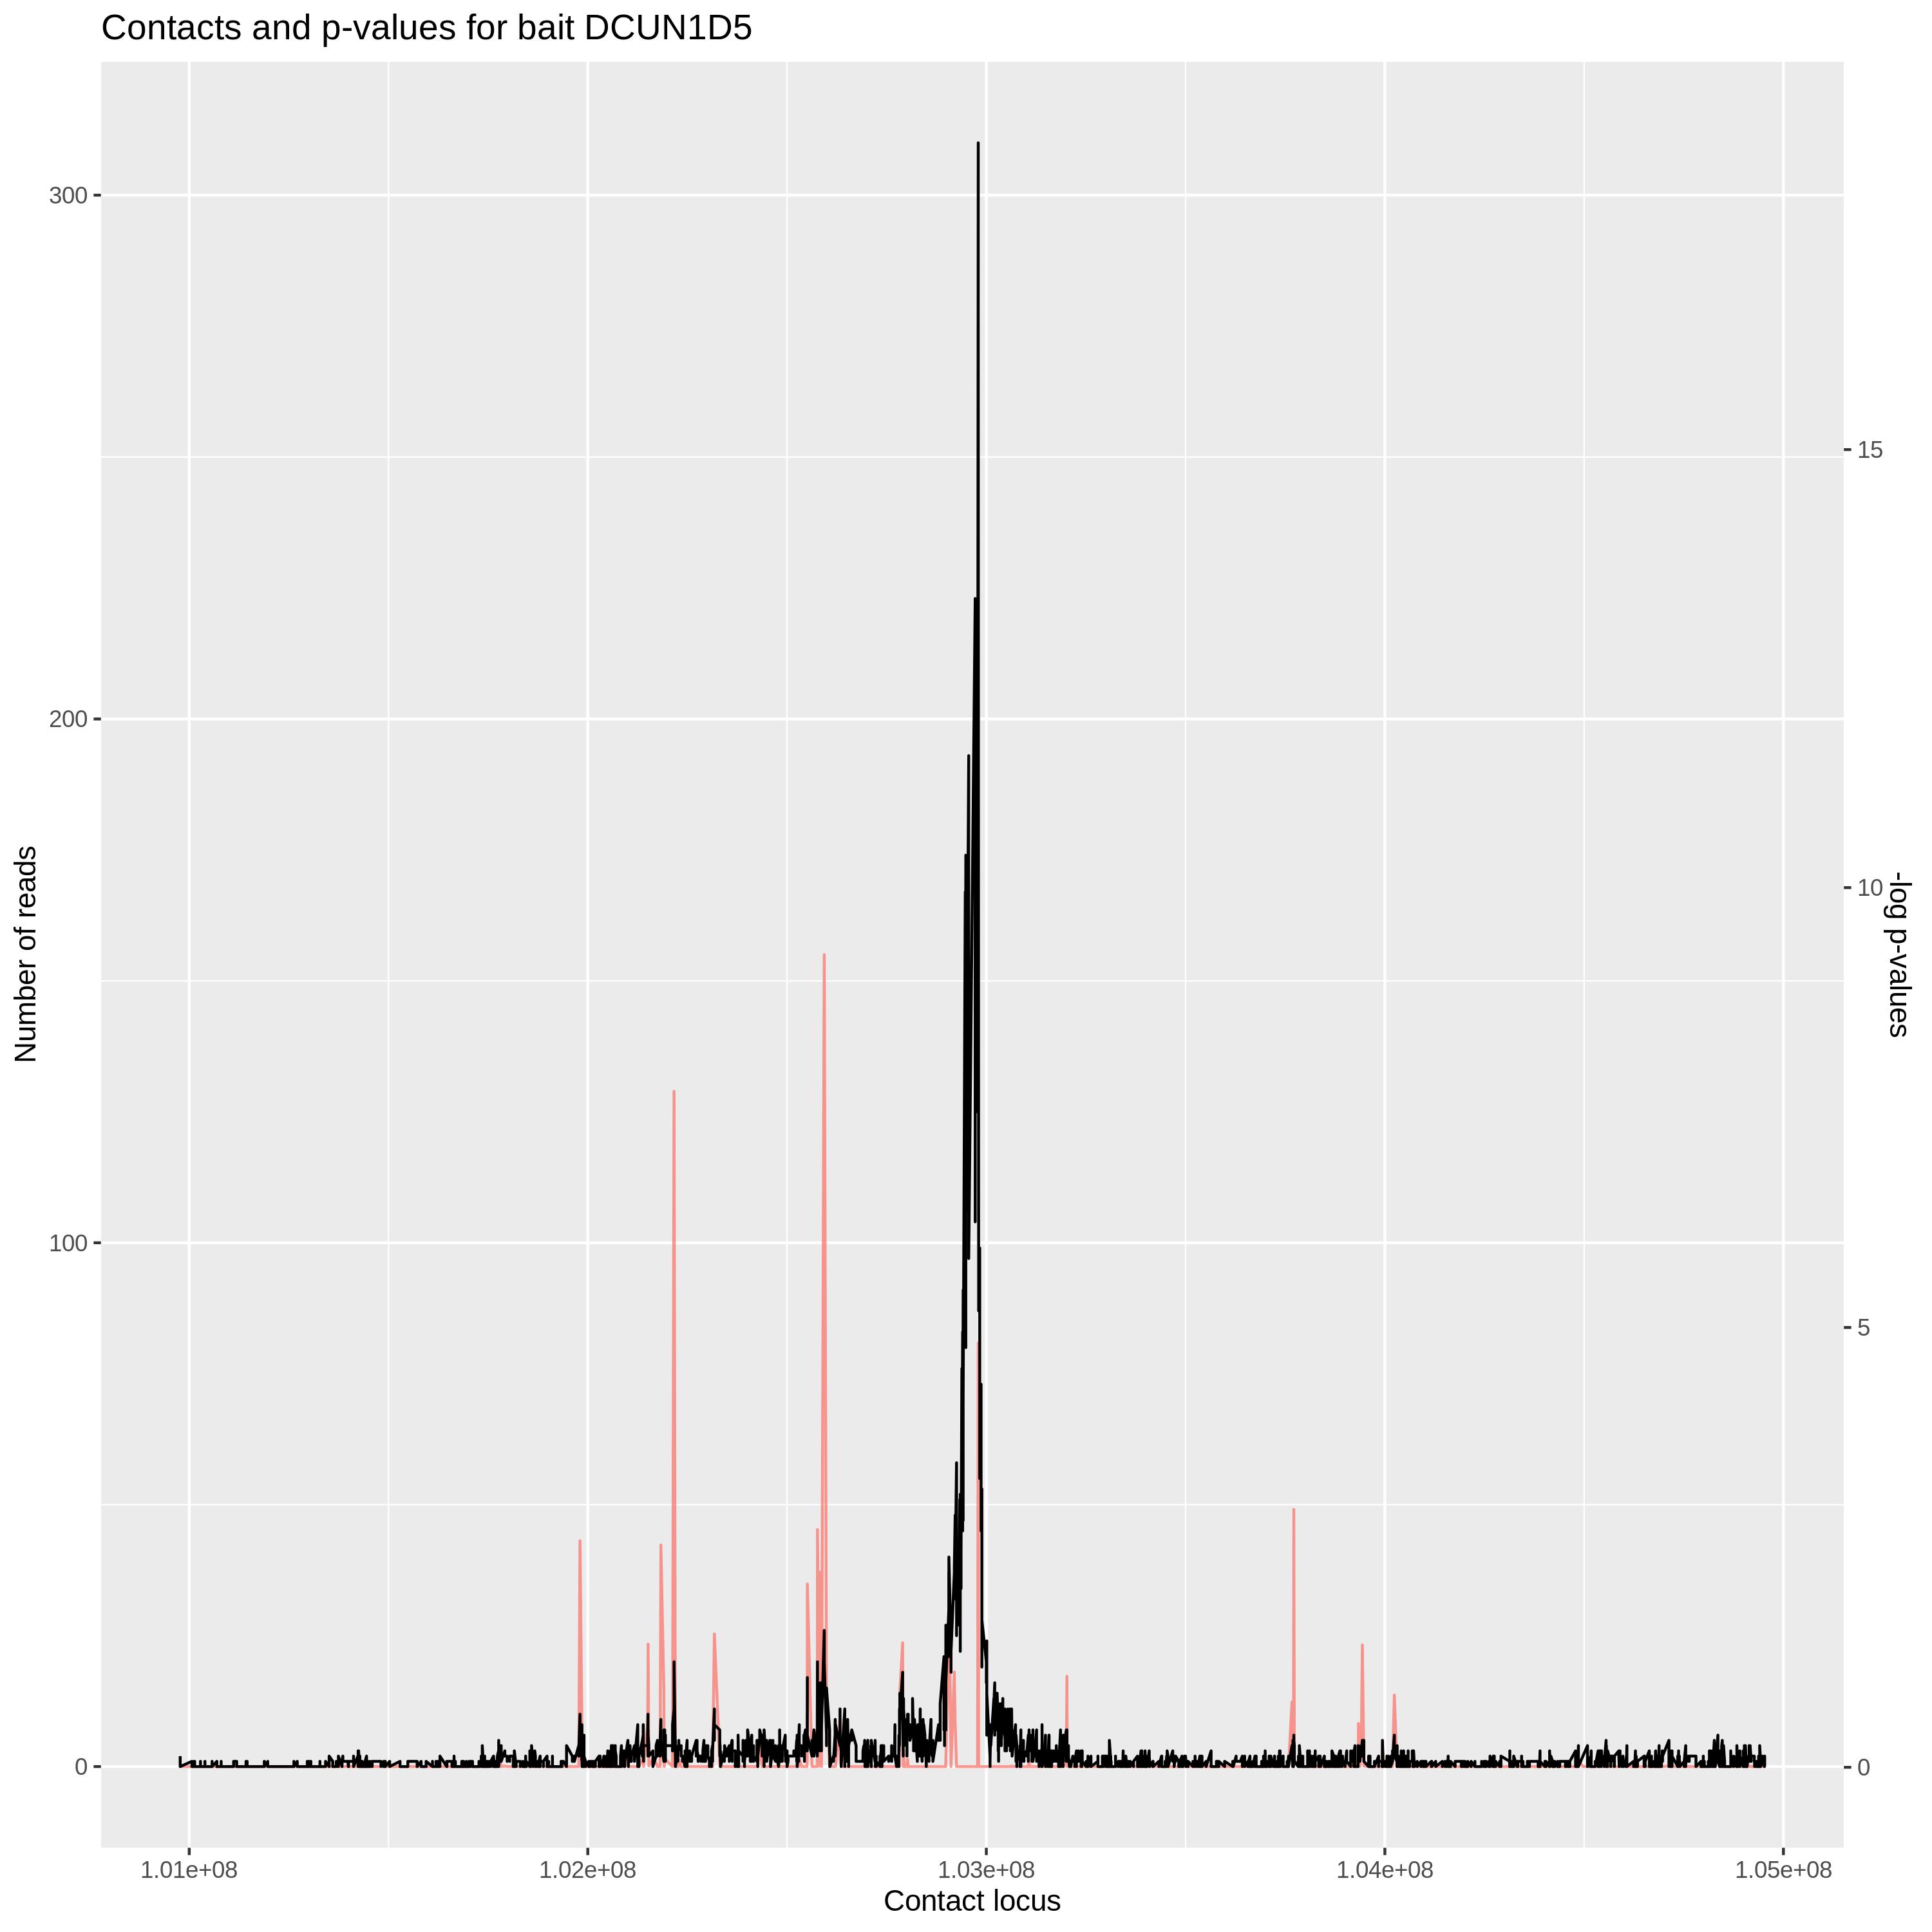 Contacts and p-values for bait DCUN1D5
300
200
100
0
Number of reads
15
10
5
0
-log p-values
1.01e+08 1.02e+08 1.03e+08 1.04e+08 1.05e+08
Contact locus